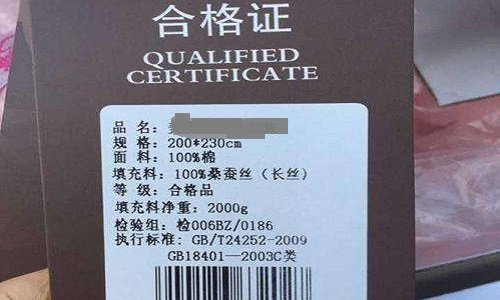 合格证
QUALIFIED
CERTIFICATE
品 名：
规 格：200*230cm
面 料：100%棉
填充料：100%桑蚕丝（长丝）
等 级：合格品
填充料净重：2000g
检验组：检006BZ/0186
执行标准：GB/T24252-2009
GB18401—2003C类